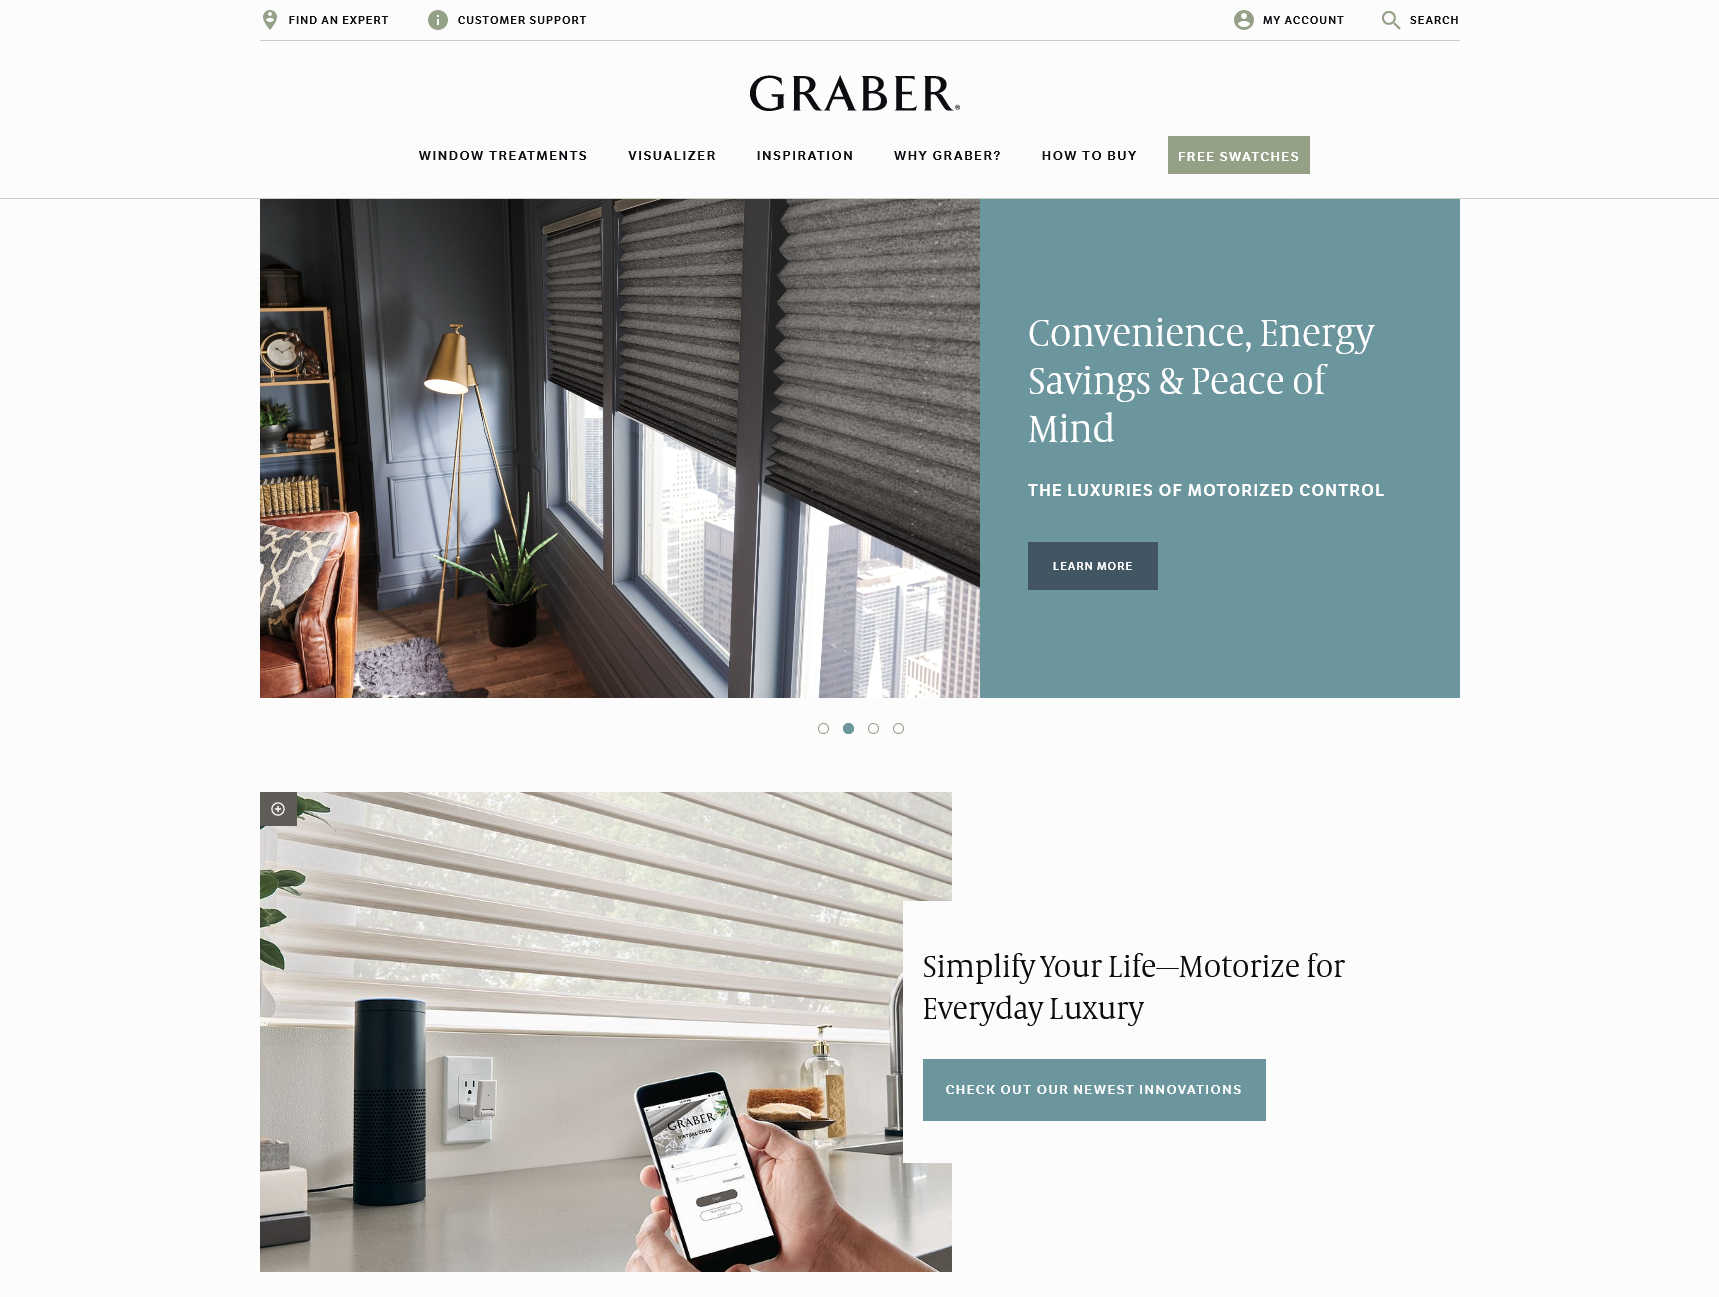 FIND AN EXPERT
CUSTOMER SUPPORT
MY ACCOUNT
SEARCH
GRABER®
WINDOW TREATMENTS
VISUALIZER
INSPIRATION
WHY GRABER?
HOW TO BUY
FREE SWATCHES
Convenience, Energy
Savings & Peace of
Mind
THE LUXURIES OF MOTORIZED CONTROL
LEARN MORE
Simplify Your Life—Motorize for
Everyday Luxury
CHECK OUT OUR NEWEST INNOVATIONS
GRABER
VIRTUAL CORD